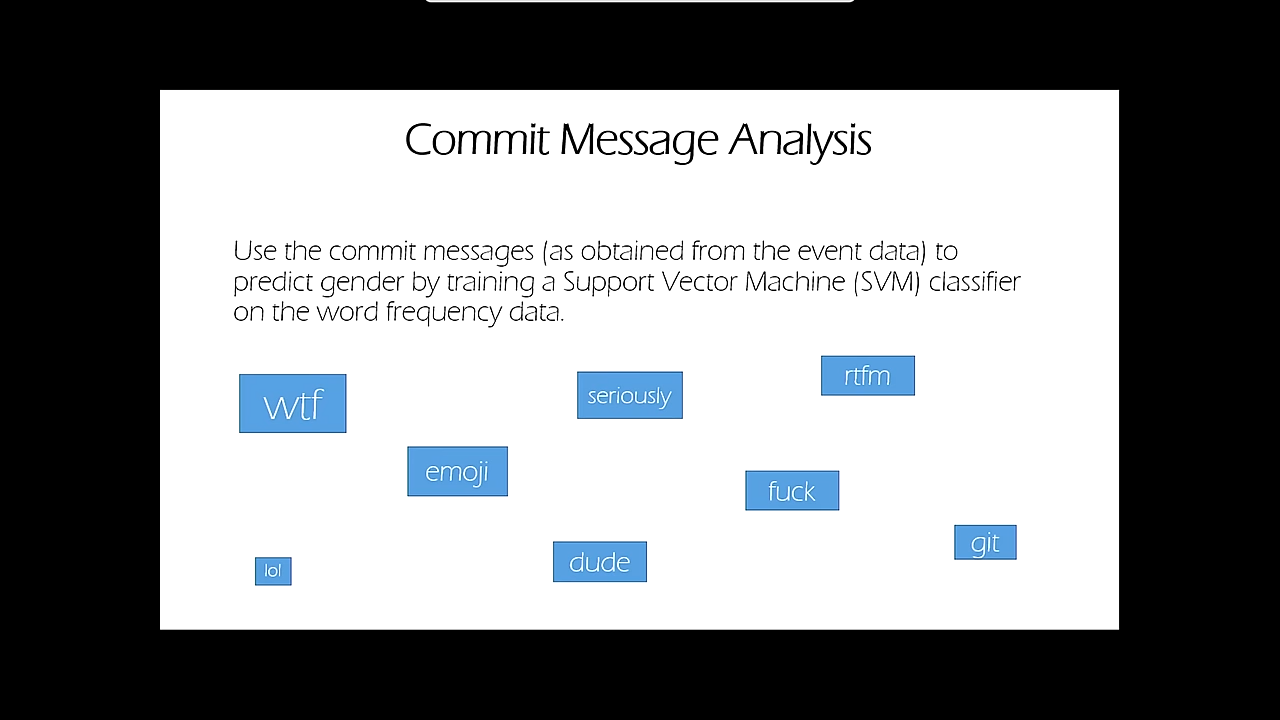 Commit Message Analysis
Use the commit messages (as obtained from the event data) to
predict gender by training a Support Vector Machine (SVM) classifier
on the word frequency data.
wtf
seriously
rtfm
emoji
fuck
lol
dude
git